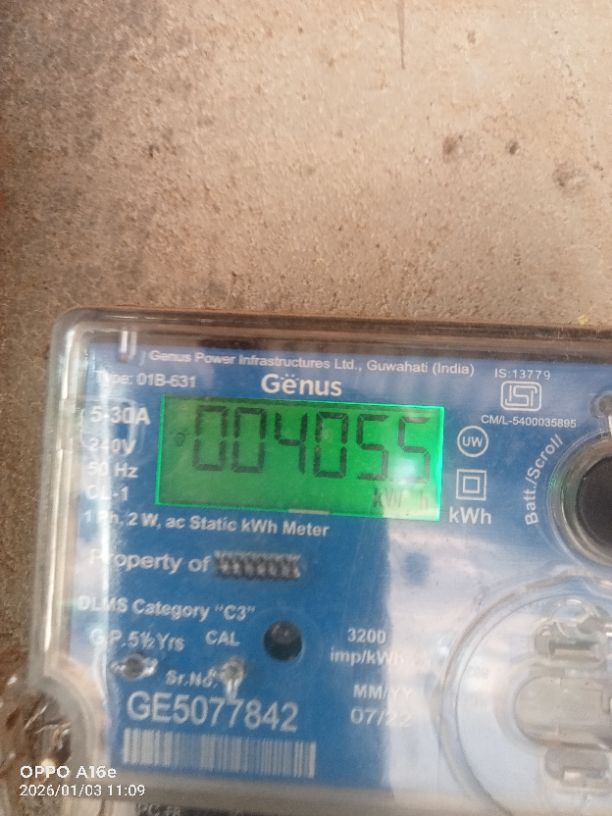 Genus Power Infrastructures Ltd., Guwahati (India)
Type: 01B-631
Gënus
IS:13779
5-30A
004055
kW h
240V
50 Hz
CL-1
UW
CM/L-5400035895
Batt./Scroll/
kWh
1 Ph. 2 W, ac Static kWh Meter
Property of
DLMS Category "C3"
G.P.5½ Yrs
CAL
3200
imp/kWh
Sr.No.
MM/YY
GE5077842
07/22
OPPO A16e
2026/01/03 11:09